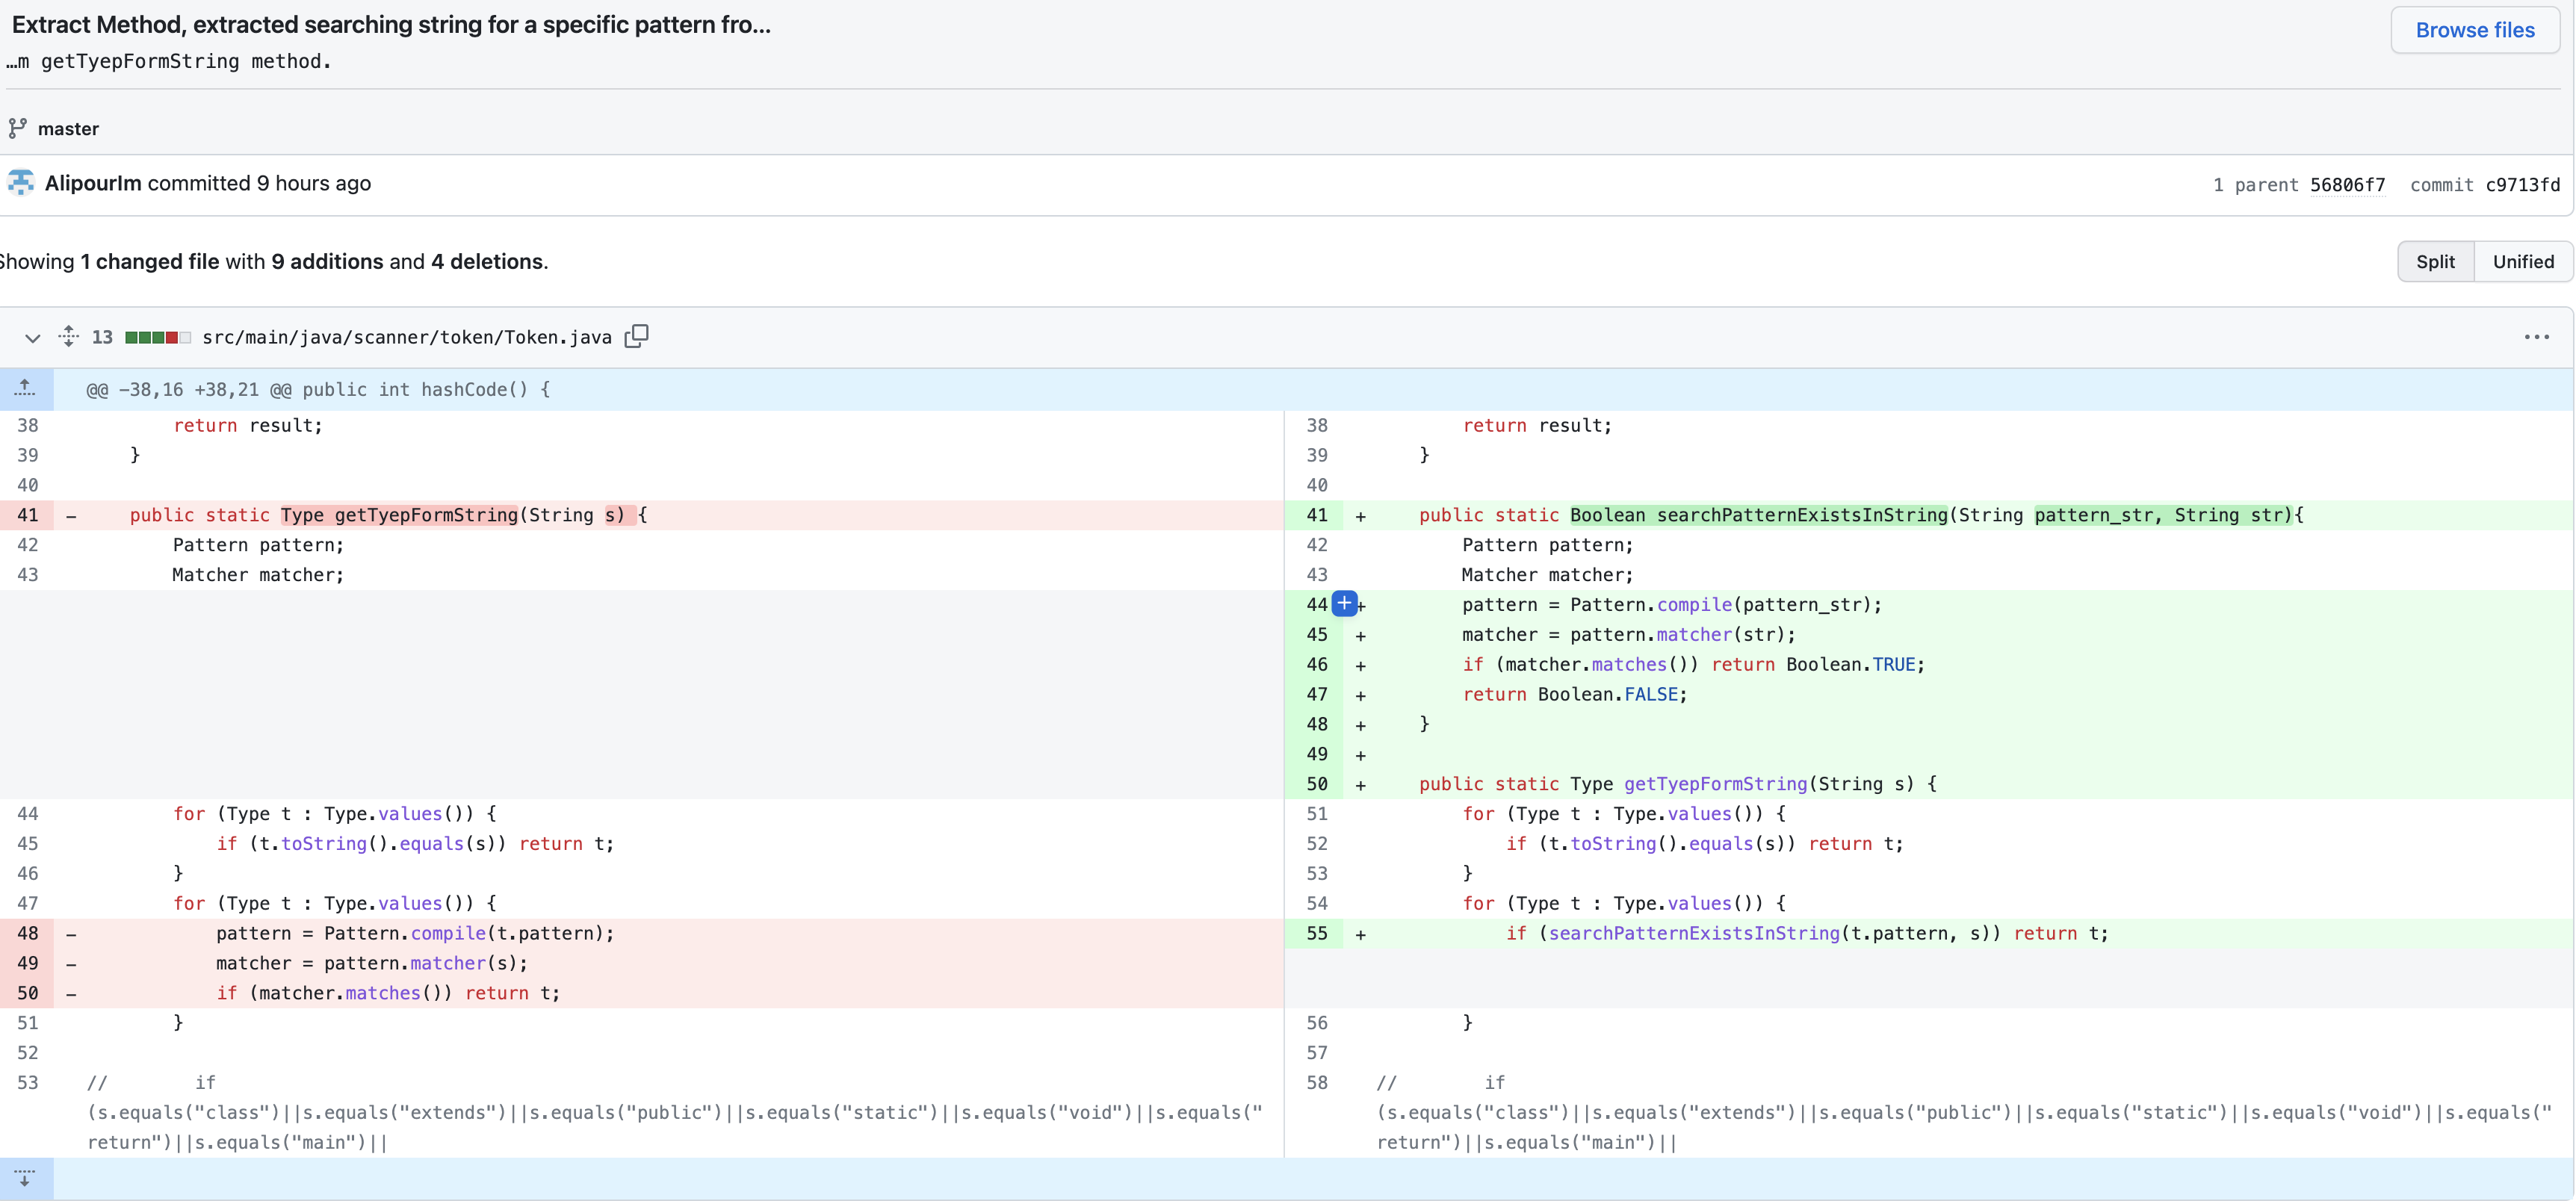 Extract Method, extracted searching string for a specific pattern fro...
Browse files
…m getTyepFormString method.
master
AlipourIm committed 9 hours ago
1 parent 56806f7 commit c9713fd
Showing 1 changed file with 9 additions and 4 deletions.
Split Unified
13 src/main/java/scanner/token/Token.java
@@ -38,16 +38,21 @@ public int hashCode() {
38 return result;
39 }
40
41 - public static Type getTyepFormString(String s) {
42 Pattern pattern;
43 Matcher matcher;
44 for (Type t : Type.values()) {
45 if (t.toString().equals(s)) return t;
46 }
47 for (Type t : Type.values()) {
48 - pattern = Pattern.compile(t.pattern);
49 - matcher = pattern.matcher(s);
50 - if (matcher.matches()) return t;
51 }
52
53 // if
(s.equals("class")||s.equals("extends")||s.equals("public")||s.equals("static")||s.equals("void")||s.equals("
return")||s.equals("main")||
38 return result;
39 }
40
41 + public static Boolean searchPatternExistsInString(String pattern_str, String str){
42 Pattern pattern;
43 Matcher matcher;
44 + pattern = Pattern.compile(pattern_str);
45 + matcher = pattern.matcher(str);
46 + if (matcher.matches()) return Boolean.TRUE;
47 + return Boolean.FALSE;
48 + }
49 +
50 + public static Type getTyepFormString(String s) {
51 for (Type t : Type.values()) {
52 if (t.toString().equals(s)) return t;
53 }
54 for (Type t : Type.values()) {
55 + if (searchPatternExistsInString(t.pattern, s)) return t;
56 }
57
58 // if
(s.equals("class")||s.equals("extends")||s.equals("public")||s.equals("static")||s.equals("void")||s.equals("
return")||s.equals("main")||